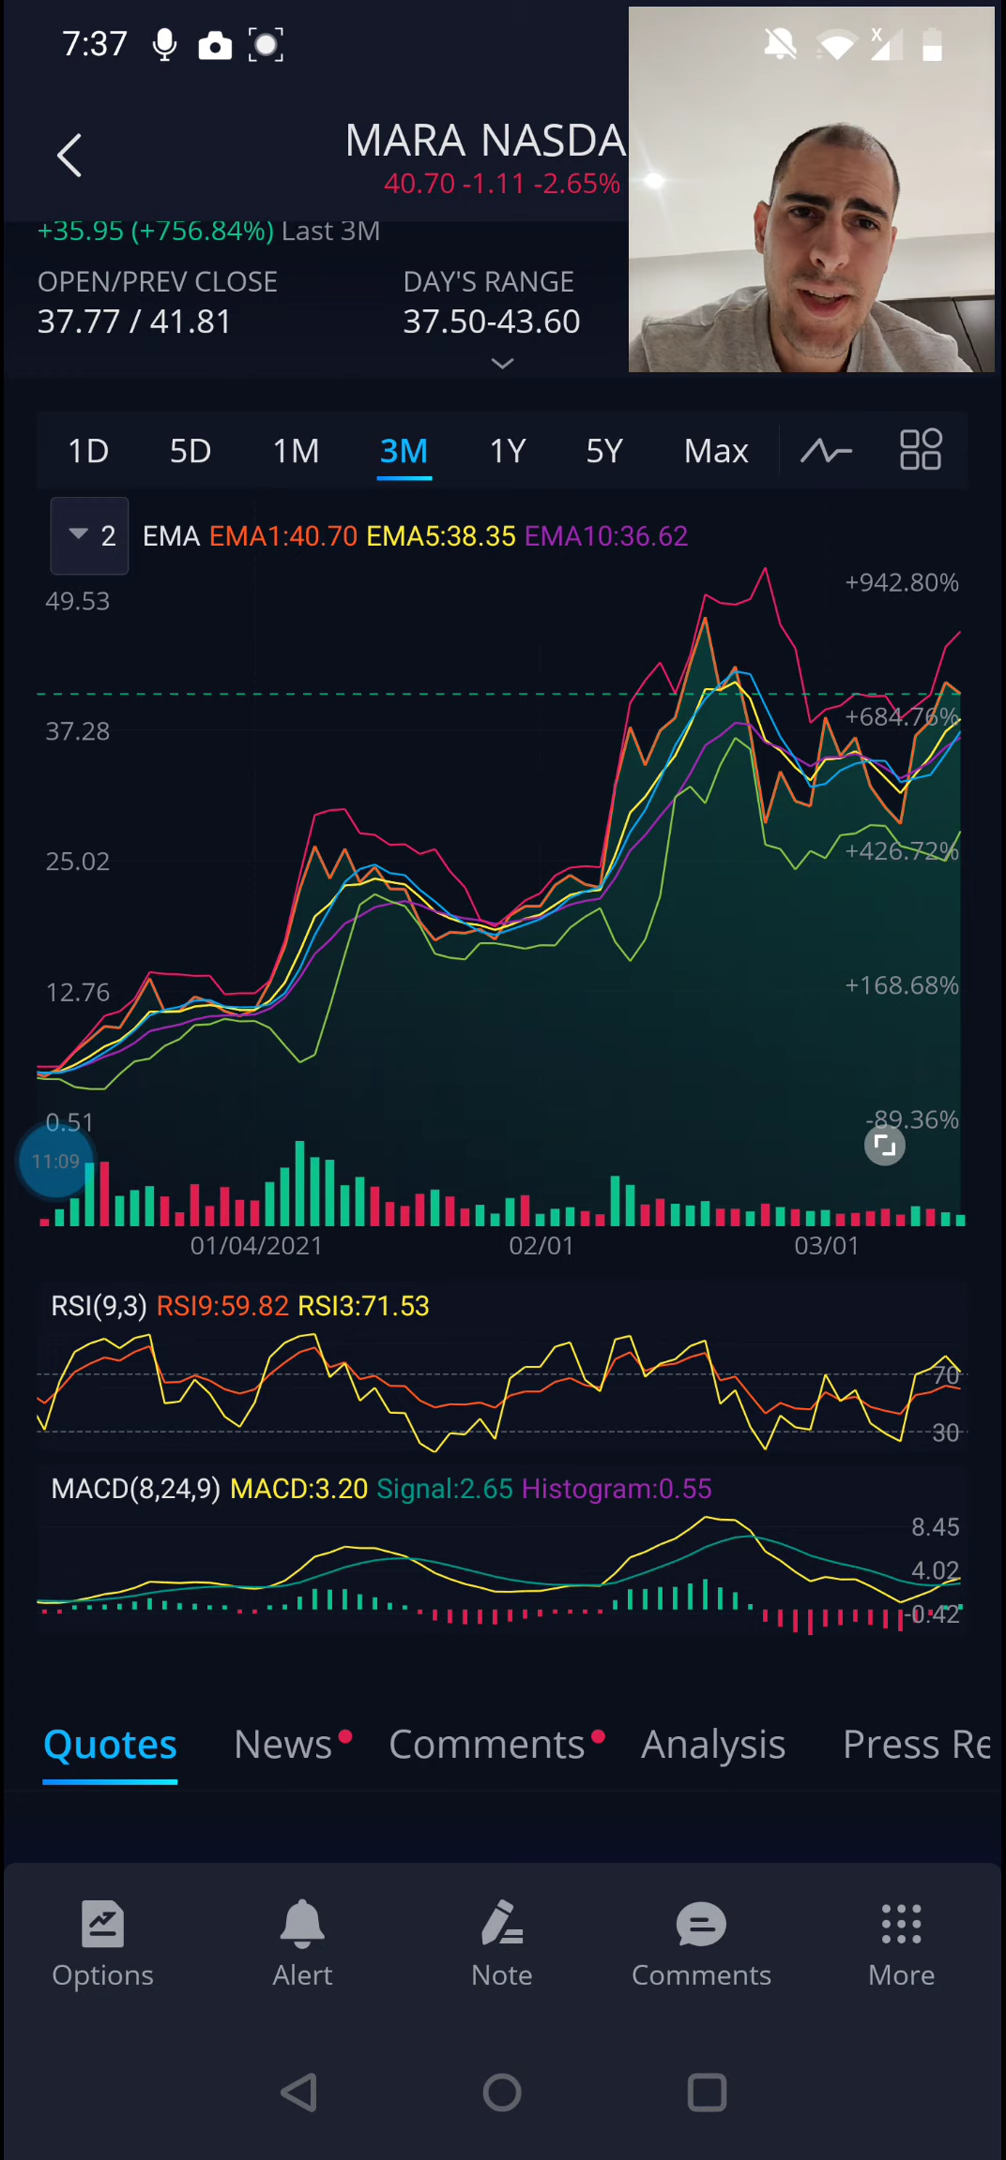 7:37
X
MARA NASDA
40.70 -1.11 -2.65%
+35.95 (+756.84%) Last 3M
OPEN/PREV CLOSE
DAY'S RANGE
37.77 / 41.81
37.50-43.60
1D 5D 1M 3M 1Y 5Y Max
2 EMA EMA1:40.70 EMA5:38.35 EMA10:36.62
49.53
+942.80%
37.28
+684.76%
25.02
+426.72%
12.76
+168.68%
0.51
-89.36%
11:09
01/04/2021 02/01 03/01
RSI(9,3) RSI9:59.82 RSI3:71.53
70
30
MACD(8,24,9) MACD:3.20 Signal:2.65 Histogram:0.55
8.45
4.02
-0.42
Quotes News Comments Analysis Press Re
Options Alert Note Comments More